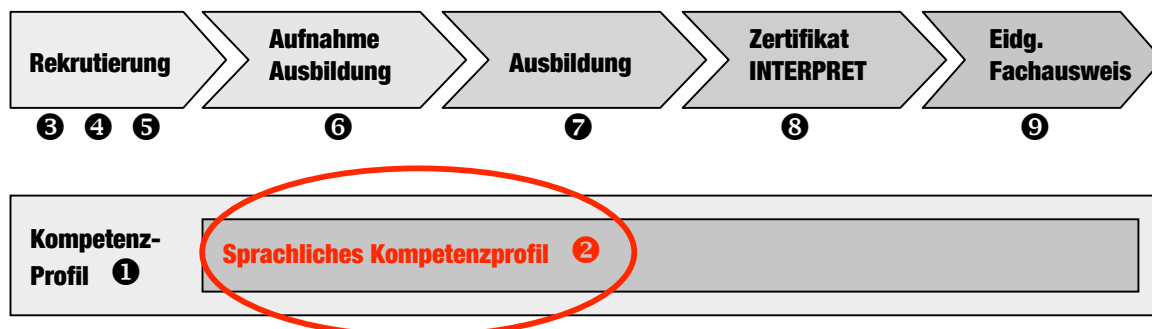 Rekrutierung
Aufnahme
Ausbildung
Ausbildung
Zertifikat
INTERPRET
Eidg.
Fachausweis
❸ ❹ ❺
❻
❼
❽
❾
Kompetenz-
Profil ❶
Sprachliches Kompetenzprofil ❷